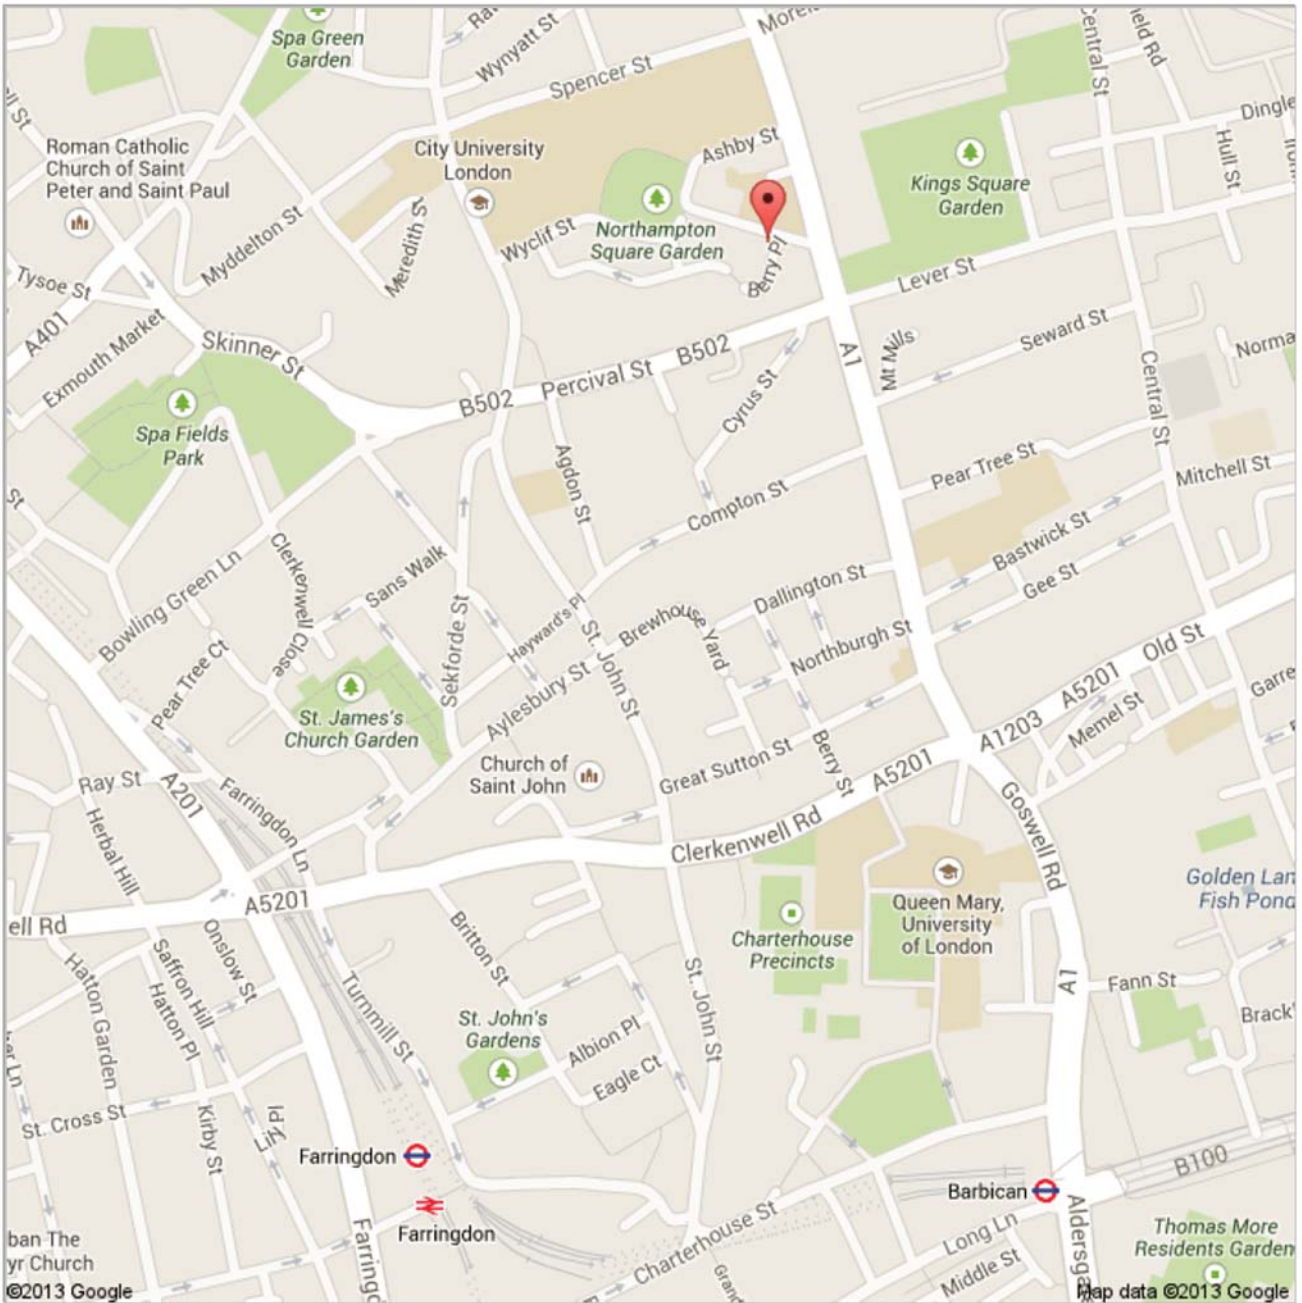 Spa Green
Garden
Wynyatt St
Spencer St
Central St
Roman Catholic
Church of Saint
Peter and Saint Paul
City University
London
Ashby St
Hull St
Kings Square
Garden
Myddelton St
Meredith St
Wyclif St
Northampton
Square Garden
Berry Pl
Lever St
Tysoe St
A401
Exmouth Market
Skinner St
B502
Percival St
B502
A1
Mt Mills
Seward St
Central St
Spa Fields
Park
Cyrus St
Agdon St
Compton St
Pear Tree St
Mitchell St
Bastwick St
Gee St
Bowling Green Ln
Clerkenwell Close
Sans Walk
Sekforde St
Hayward's Pl
St. John St
Brewhouse Yard
Dallington St
Northburgh St
Old St
Pear Tree Ct
St. James's
Church Garden
Aylesbury St
A5201
A1203
Memel St
Church of
Saint John
Great Sutton St
Berry St
A5201
Ray St
A201
Farringdon Ln
Herbal Hill
Clerkenwell Rd
Goswell Rd
A5201
ell Rd
Queen Mary,
University
of London
Fish Pond
Charterhouse
Precincts
Hatton Garden
Saffron Hill
Hatton Pl
Onslow St
Turnmill St
Britton St
St. John St
A1
Fann St
St. John's
Gardens
Albion Pl
Eagle Ct
St. Cross St
Kirby St
Lily Pl
Farringdon
Farringdon
Charterhouse St
Barbican
B100
Long Ln
Middle St
Thomas More
Residents Garden
ban The
yr Church
©2013 Google
Map data ©2013 Google